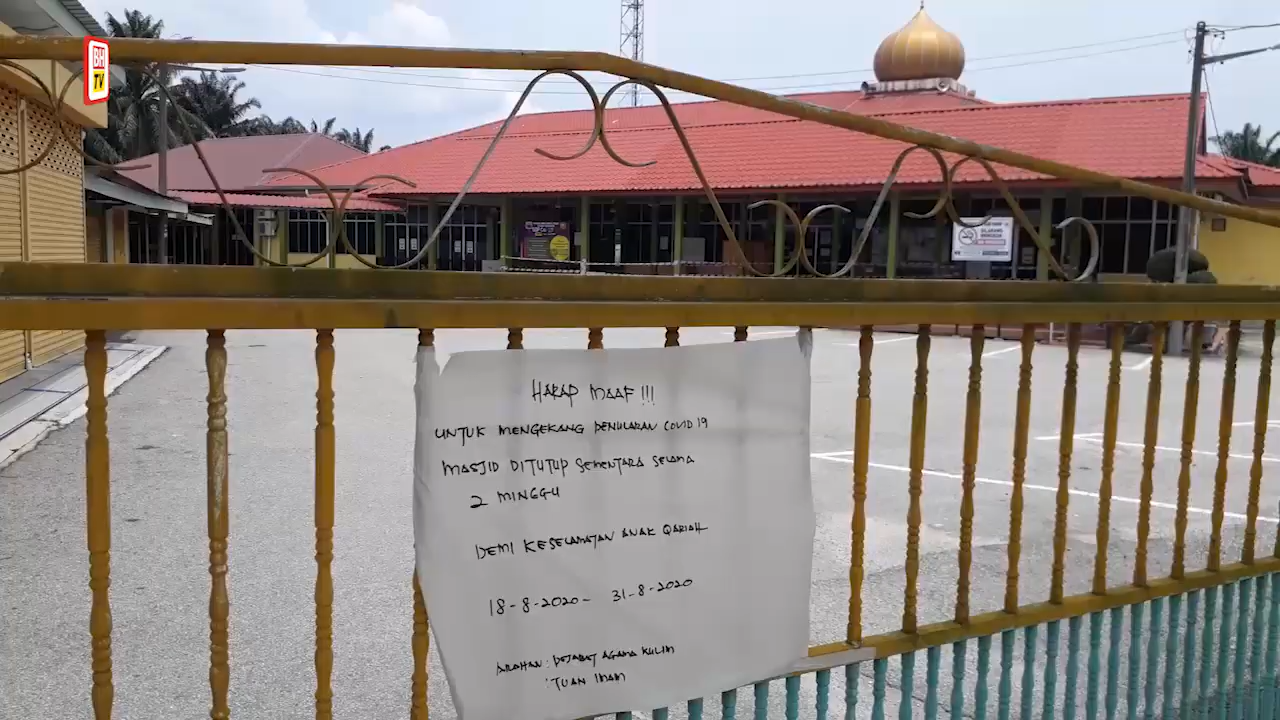 BH
TV
HARAP MAAF !!!
UNTUK MENGEKANG PENULARAN COVID 19
MASJID DITUTUP SEMENTARA SELAMA
2 MINGGU
DEMI KESELAMATAN ANAK QARIAH
18-8-2020- 31-8-2020
ARAHAN : PEJABAT AGAMA KULIM
: TUAN IMAM